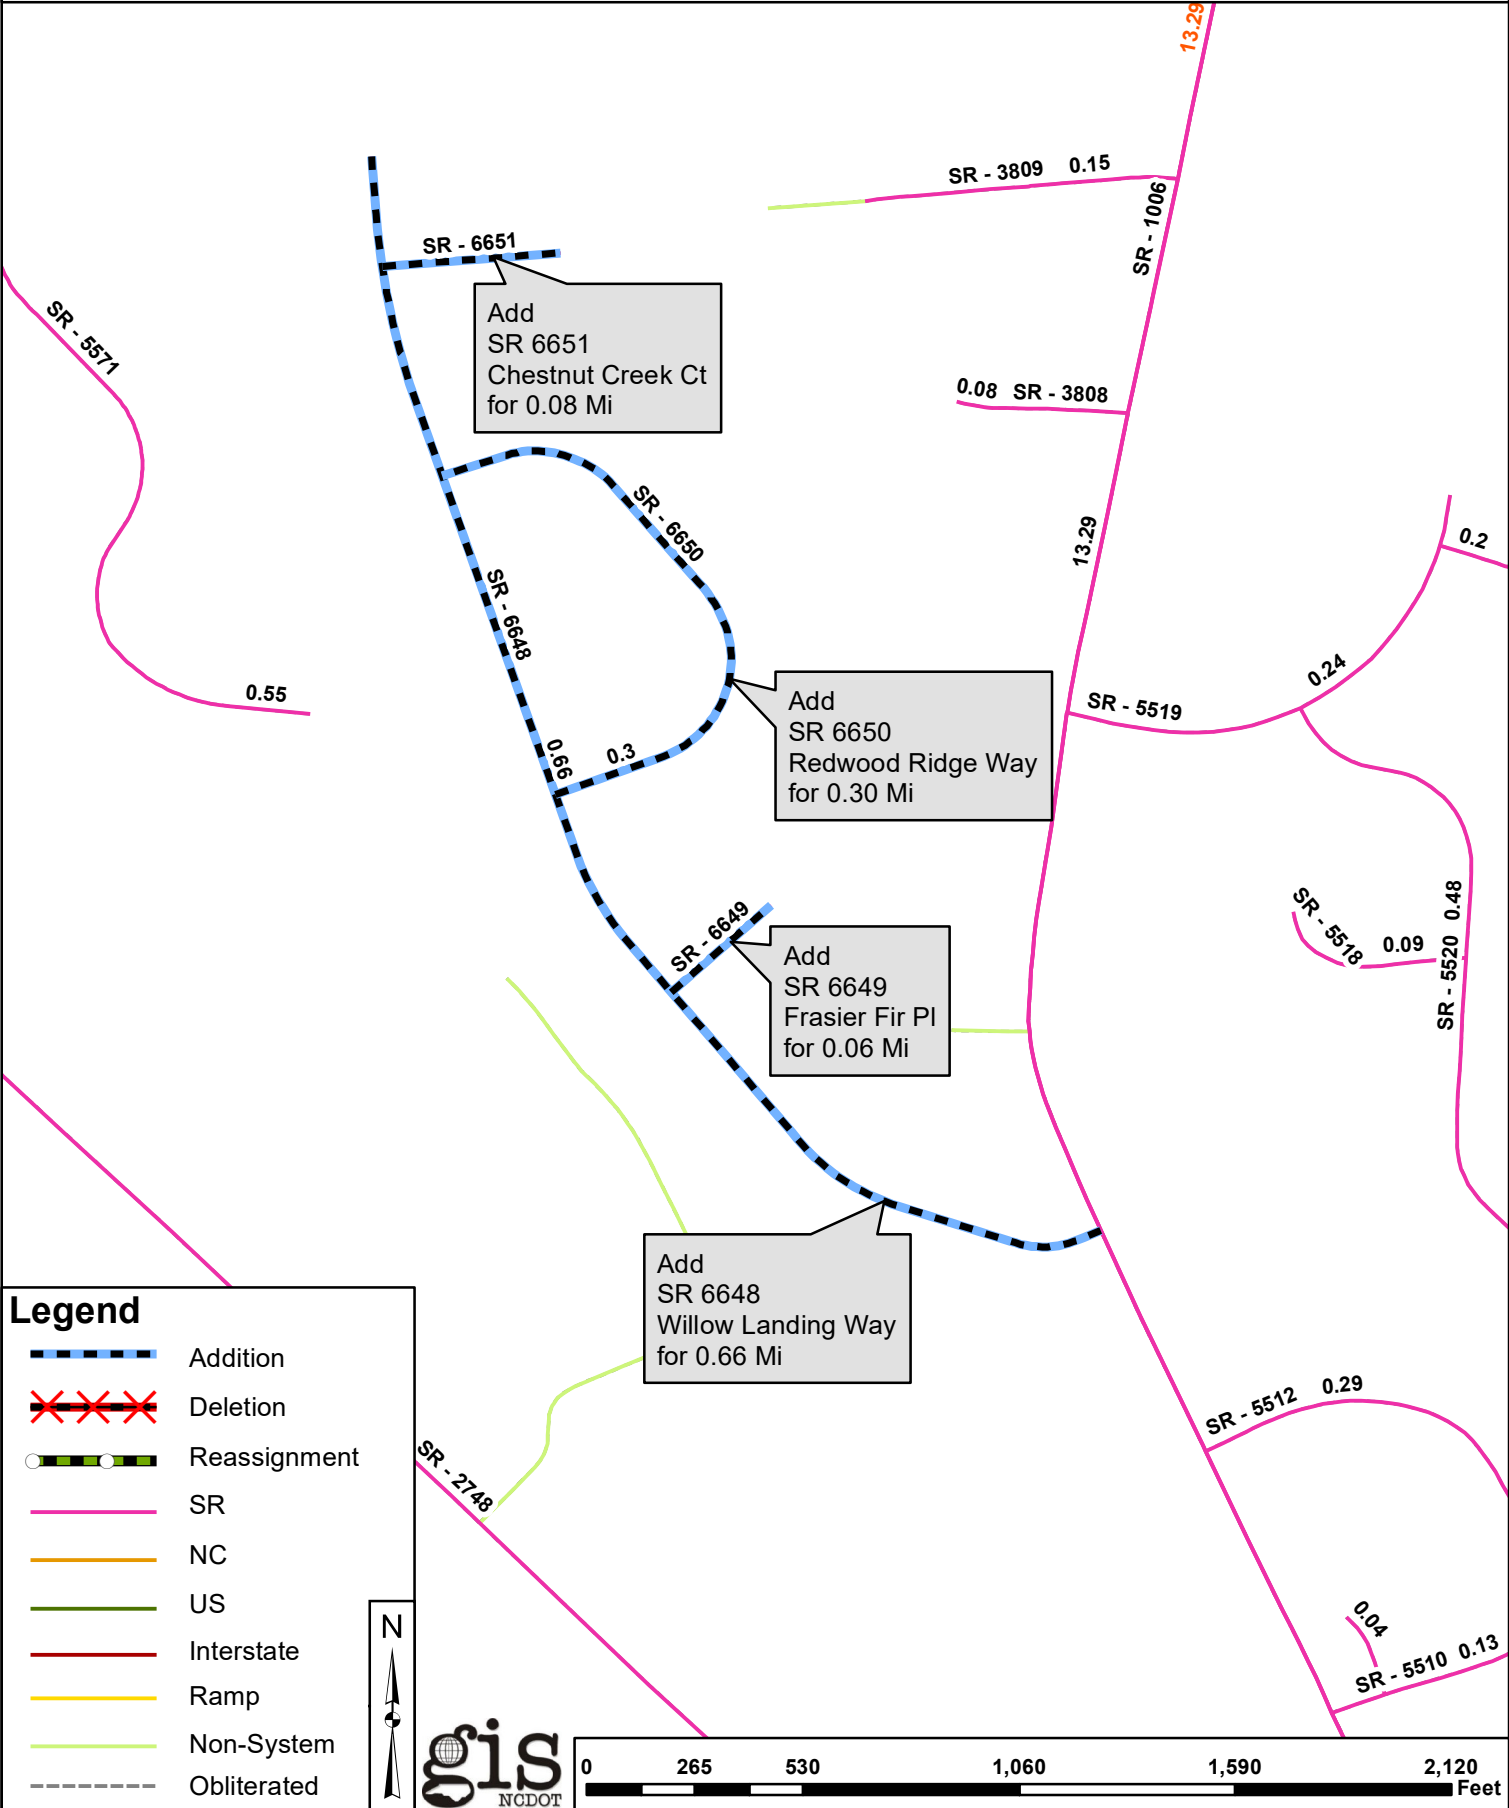 13.29
SR - 3809 0.15
SR - 1006
SR - 6651
Add
SR 6651
Chestnut Creek Ct
for 0.08 Mi
SR - 5571
0.08 SR - 3808
SR - 6650
13.29
0.2
SR - 6648
0.24
0.55
Add
SR 6650
Redwood Ridge Way
for 0.30 Mi
SR - 5519
0.66
0.3
SR - 6649
Add
SR 6649
Frasier Fir Pl
for 0.06 Mi
SR - 5518
0.09
SR - 5520 0.48
Add
SR 6648
Willow Landing Way
for 0.66 Mi
SR - 5512 0.29
SR - 2748
0.04
SR - 5510 0.13
Legend
Addition
Deletion
Reassignment
SR
NC
US
Interstate
Ramp
Non-System
Obliterated
N
gis
NCDOT
0 265 530 1,060 1,590 2,120
Feet